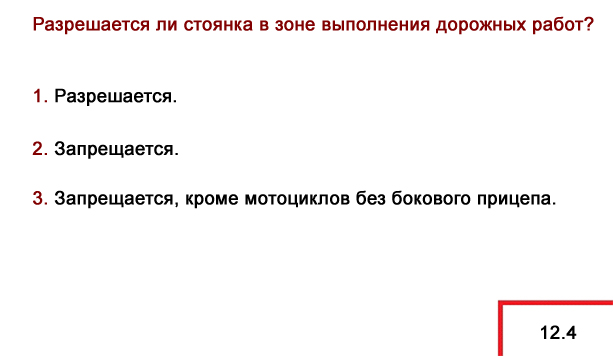 Разрешается ли стоянка в зоне выполнения дорожных работ?
1. Разрешается.
2. Запрещается.
3. Запрещается, кроме мотоциклов без бокового прицепа.
12.4